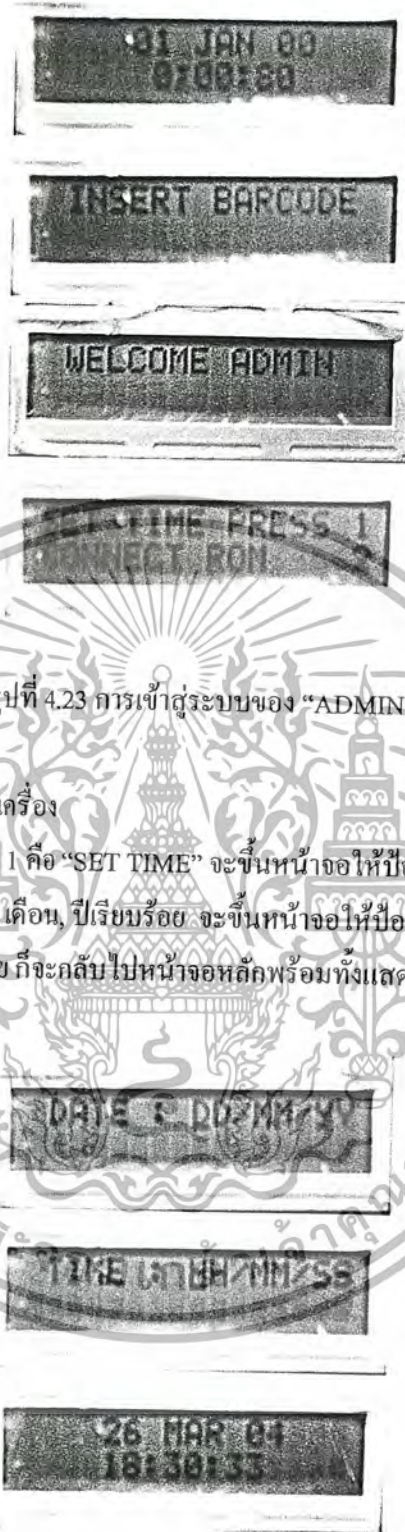 01 JAN 00
0:00:00
INSERT BARCODE
WELCOME ADMIN
SET TIME PRESS 1
CONNECT ROM 2
ปที่ 4.23 การเข้าสู่ระบบของ “ADMIN
เครื่อง
1 คือ “SET TIME” จะขึ้นหน้าจอให้ป้
เดือน, ปีเรียบร้อย จะขึ้นหน้าจอให้ป้อ
ย ก็จะกลับไปหน้าจอหลักพร้อมทั้งแสด
DATE : DD/MM/YY
TIME HH/MM/SS
26 MAR 04
18:30:33